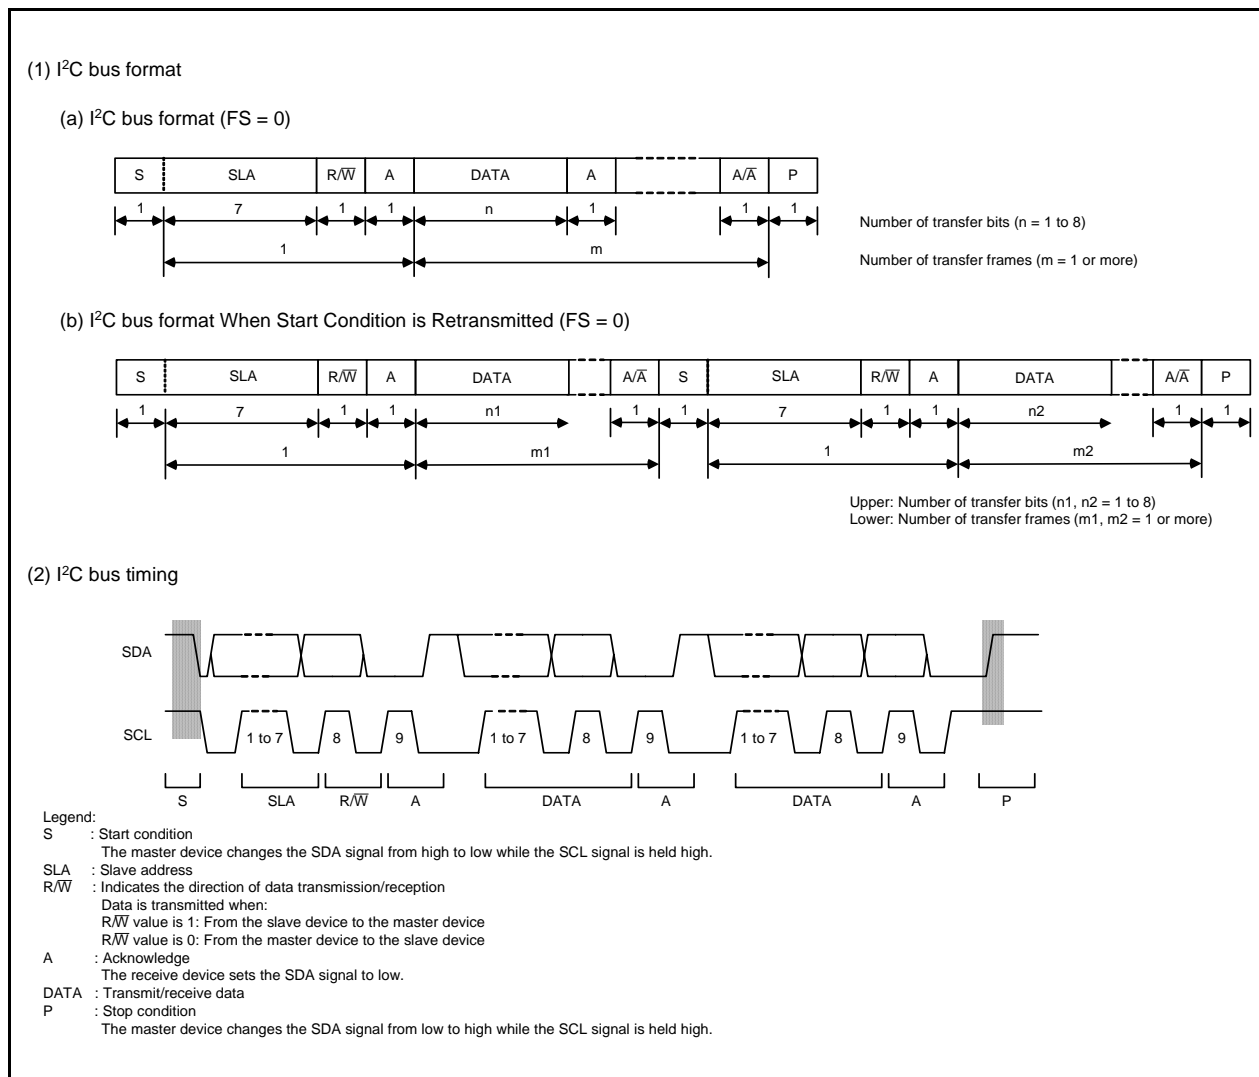 (1) I²C bus format
(a) I²C bus format (FS = 0)
S SLA R/W̅ A DATA A A/A̅ P
1 7 1 1 n 1 1 1
Number of transfer bits (n = 1 to 8)
1 m
Number of transfer frames (m = 1 or more)
(b) I²C bus format When Start Condition is Retransmitted (FS = 0)
S SLA R/W̅ A DATA A/A̅ S SLA R/W̅ A DATA A/A̅ P
1 7 1 1 n1 1 1 7 1 1 n2 1 1
1 m1 1 m2
Upper: Number of transfer bits (n1, n2 = 1 to 8)
Lower: Number of transfer frames (m1, m2 = 1 or more)
(2) I²C bus timing
SDA
SCL 1 to 7 8 9 1 to 7 8 9 1 to 7 8 9
S SLA R/W̅ A DATA A DATA A P
Legend:
S : Start condition
The master device changes the SDA signal from high to low while the SCL signal is held high.
SLA : Slave address
R/W̅ : Indicates the direction of data transmission/reception
Data is transmitted when:
R/W̅ value is 1: From the slave device to the master device
R/W̅ value is 0: From the master device to the slave device
A : Acknowledge
The receive device sets the SDA signal to low.
DATA : Transmit/receive data
P : Stop condition
The master device changes the SDA signal from low to high while the SCL signal is held high.